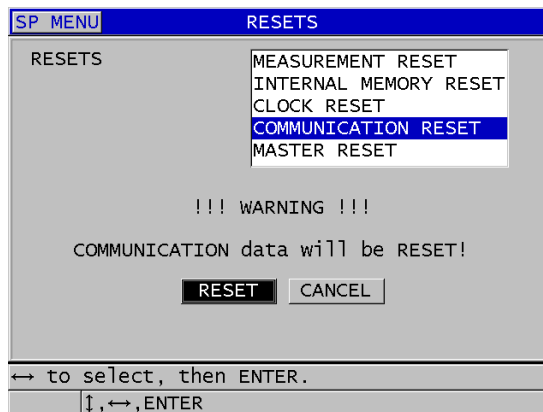 SP MENU RESETS
RESETS
MEASUREMENT RESET
INTERNAL MEMORY RESET
CLOCK RESET
COMMUNICATION RESET
MASTER RESET
!!! WARNING !!!
COMMUNICATION data will be RESET!
RESET CANCEL
↔ to select, then ENTER.
↕,↔,ENTER